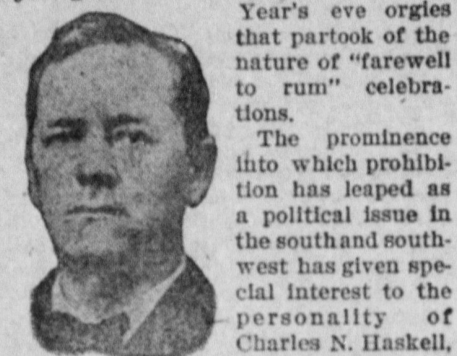 Year's eve orgies
that partook of the
nature of "farewell
to rum" celebra-
tions.
The prominence
into which prohibi-
tion has leaped as
a political issue in
the south and south-
west has given spe-
cial interest to the
personality of
Charles N. Haskell,